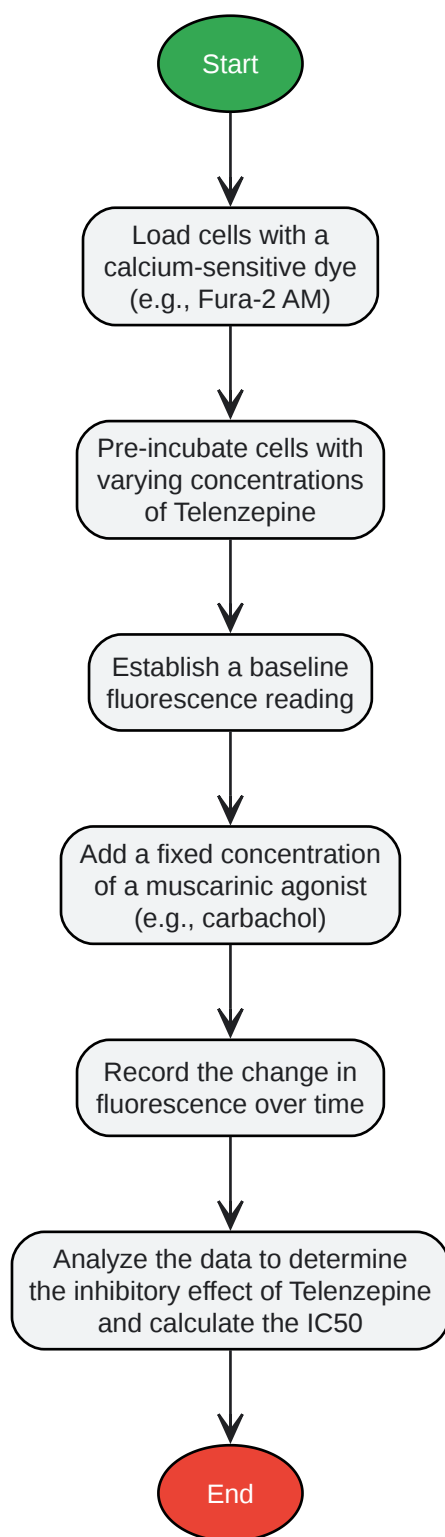 Start
Load cells with a
calcium-sensitive dye
(e.g., Fura-2 AM)
Pre-incubate cells with
varying concentrations
of Telenzepine
Establish a baseline
fluorescence reading
Add a fixed concentration
of a muscarinic agonist
(e.g., carbachol)
Record the change in
fluorescence over time
Analyze the data to determine
the inhibitory effect of Telenzepine
and calculate the IC50
End